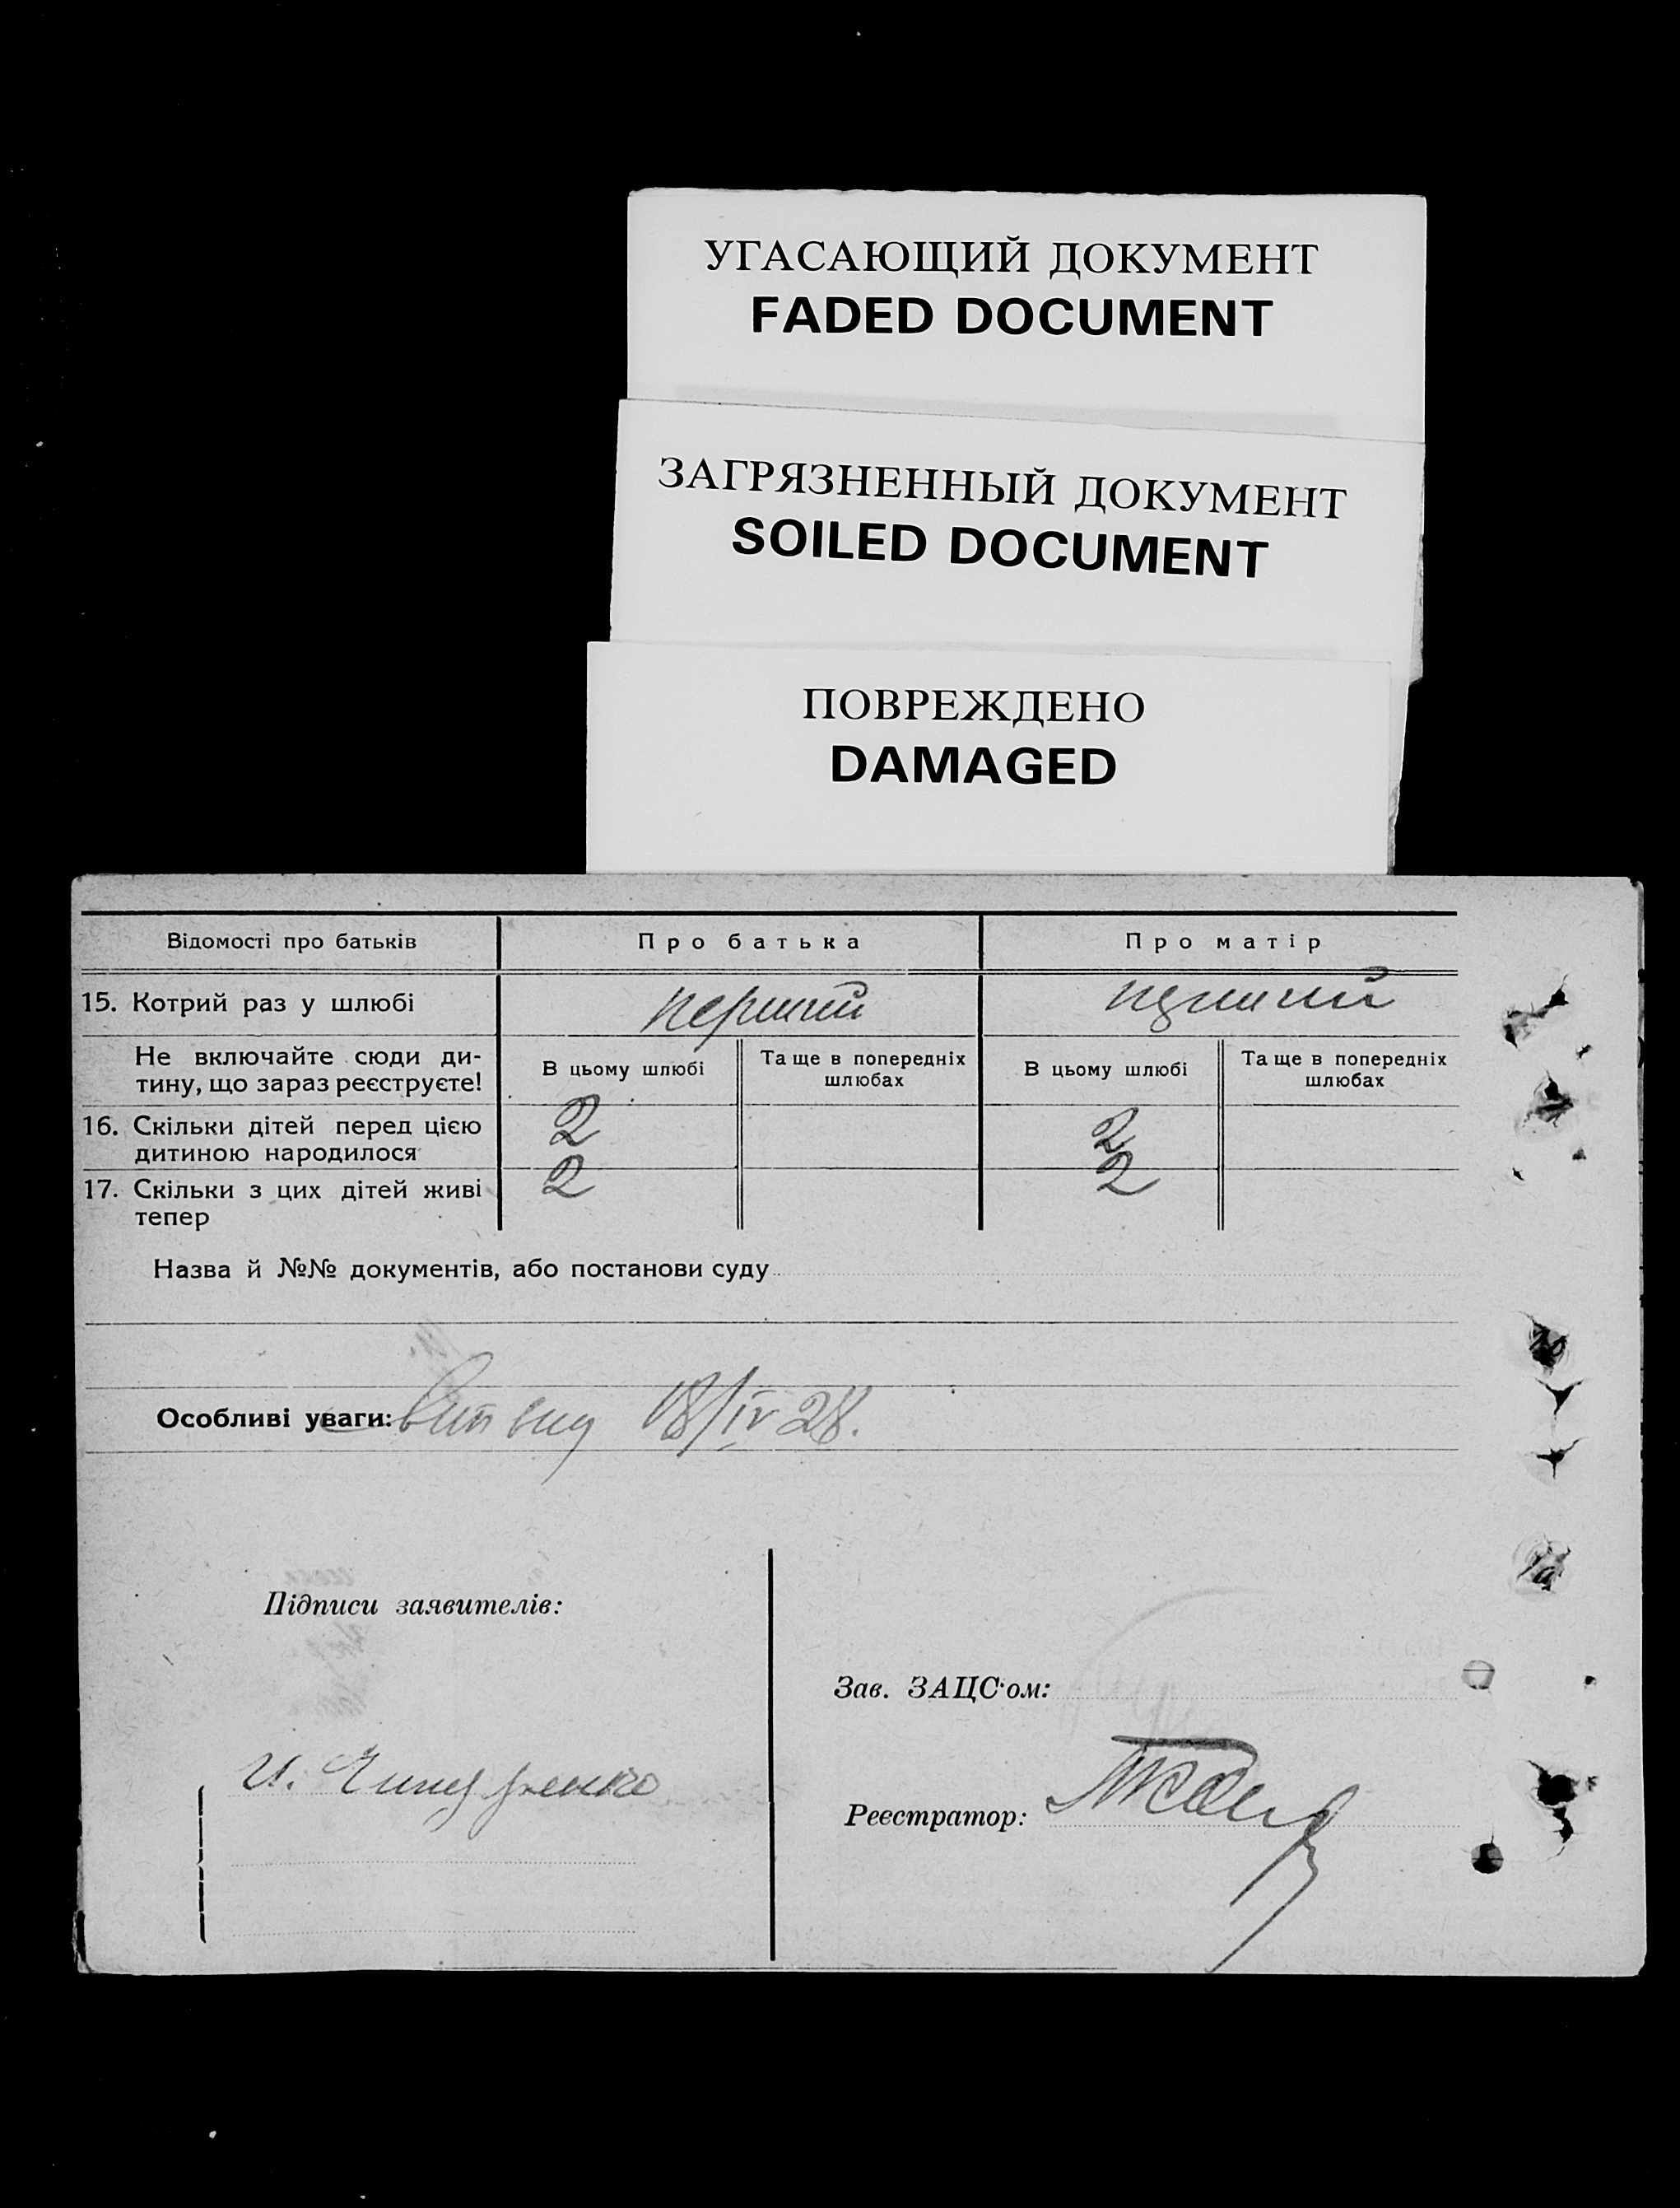 УГАСАЮЩИЙ ДОКУМЕНТ
FADED DOCUMENT
ЗАГРЯЗНЕННЫЙ ДОКУМЕНТ
SOILED DOCUMENT
ПОВРЕЖДЕНО
DAMAGED
Відомості про батьків Про батька Про матір
15. Котрий раз у шлюбі перший перший
Не включайте сюди ди-
тину, що зараз реєструєте!
В цьому шлюбі
Та ще в попередніх
шлюбах
В цьому шлюбі
Та ще в попередніх
шлюбах
16. Скільки дітей перед цією
дитиною народилося 2 2
17. Скільки з цих дітей живі
тепер 2 2
Назва й №№ документів, або постанови суду
Особливі уваги: 18/IV 28.
Підписи заявителів:
Зав. ЗАЦС'ом:
И.
Реєстратор: